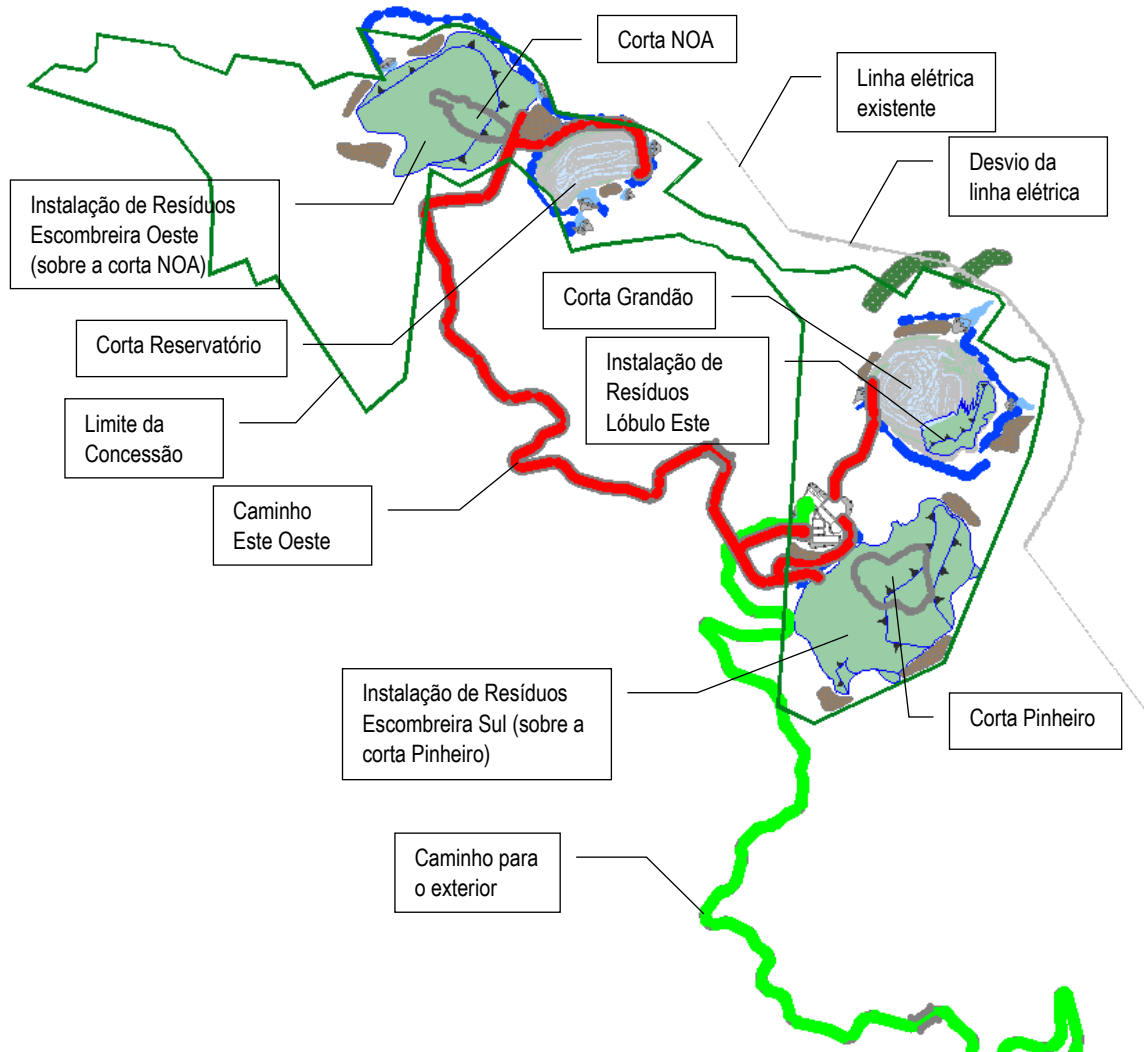 Corta NOA
Linha elétrica
existente
Desvio da
linha elétrica
Instalação de Resíduos
Escombreira Oeste
(sobre a corta NOA)
Corta Grandão
Corta Reservatório
Instalação de
Resíduos
Lóbulo Este
Limite da
Concessão
Caminho
Este Oeste
Instalação de Resíduos
Escombreira Sul (sobre a
corta Pinheiro)
Corta Pinheiro
Caminho para
o exterior